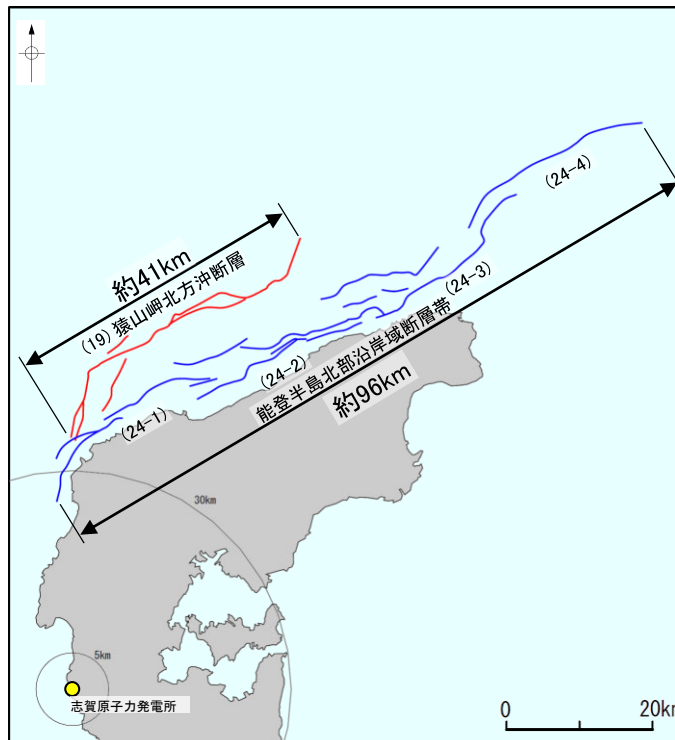 (24-4)
約41km
(19) 猿山岬北方沖断層
(24-3)
(24-2)
能登半島北部沿岸域断層帯
約96km
(24-1)
30km
5km
志賀原子力発電所
0
20km